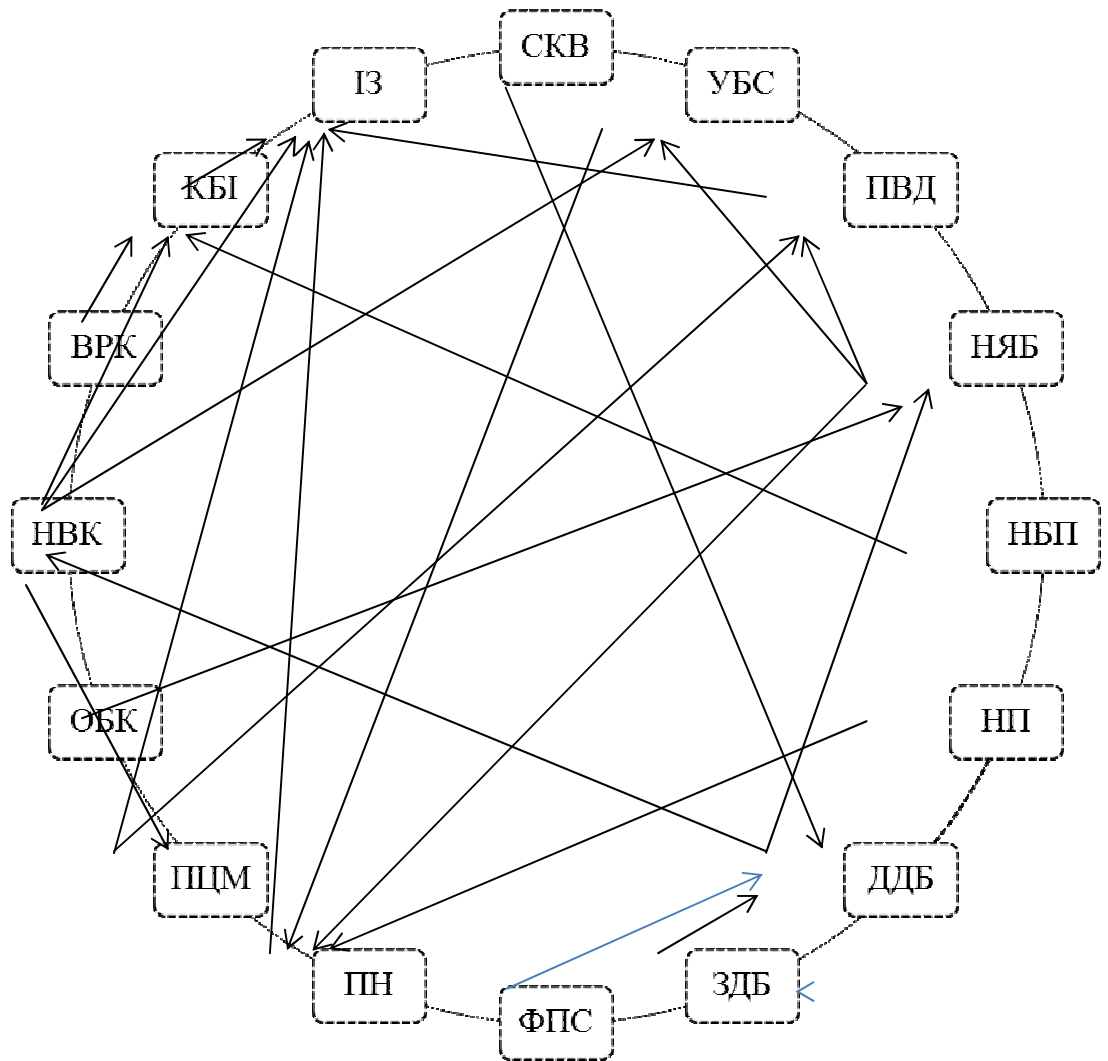 СКВ
УБС
ПВД
НЯБ
НБП
НП
ДДБ
ЗДБ
ФПС
ПН
ПЦМ
ОБК
НВК
ВРК
КБІ
ІЗ